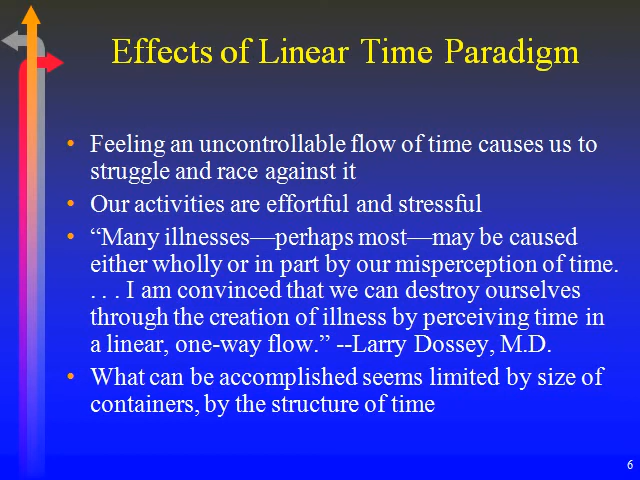 Effects of Linear Time Paradigm
• Feeling an uncontrollable flow of time causes us to
struggle and race against it
• Our activities are effortful and stressful
• “Many illnesses—perhaps most—may be caused
either wholly or in part by our misperception of time.
. . . I am convinced that we can destroy ourselves
through the creation of illness by perceiving time in
a linear, one-way flow.” --Larry Dossey, M.D.
• What can be accomplished seems limited by size of
containers, by the structure of time
6